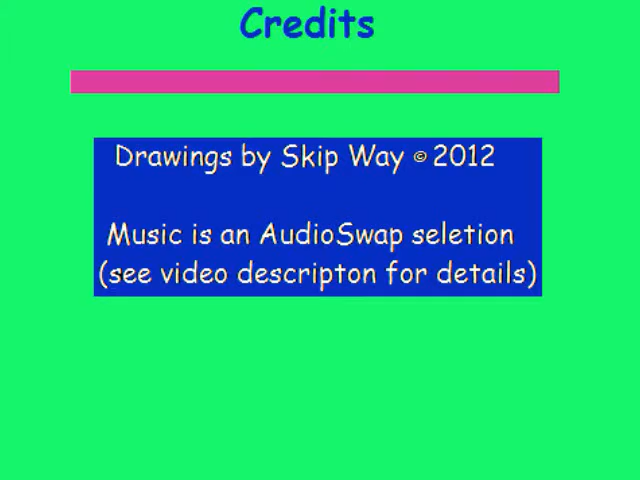 Credits
Drawings by Skip Way © 2012
Music is an AudioSwap seletion
(see video descripton for details)